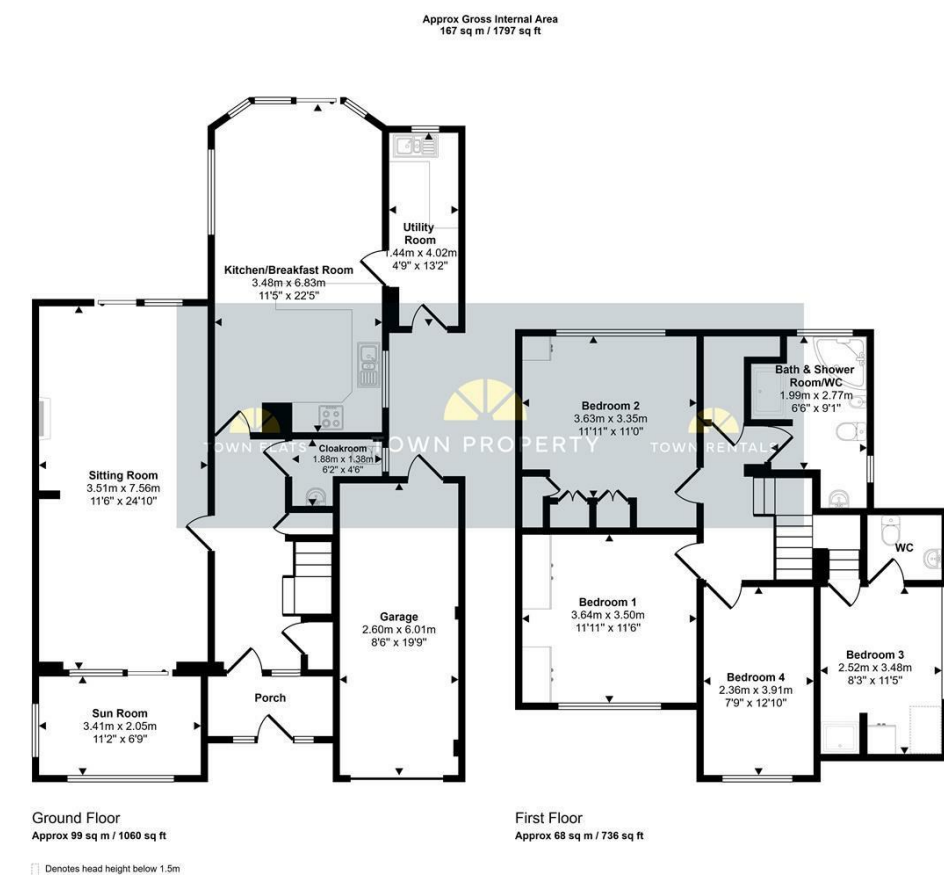 Approx Gross Internal Area
167 sq m / 1797 sq ft
Utility
Room
1.44m x 4.02m
4'9" x 13'2"
Kitchen/Breakfast Room
3.48m x 6.83m
11'5" x 22'5"
Bath & Shower
Room/WC
1.99m x 2.77m
6'6" x 9'1"
Bedroom 2
3.63m x 3.35m
11'11" x 11'0"
TOWN FLATS
TOWN PROPERTY
TOWN RENTALS
Cloakroom
1.88m x 1.38m
6'2" x 4'6"
Sitting Room
3.51m x 7.56m
11'6" x 24'10"
WC
Garage
2.60m x 6.01m
8'6" x 19'9"
Bedroom 1
3.64m x 3.50m
11'11" x 11'6"
Bedroom 3
2.52m x 3.48m
8'3" x 11'5"
Bedroom 4
2.36m x 3.91m
7'9" x 12'10"
Porch
Sun Room
3.41m x 2.05m
11'2" x 6'9"
Ground Floor
Approx 99 sq m / 1060 sq ft
First Floor
Approx 68 sq m / 736 sq ft
Denotes head height below 1.5m